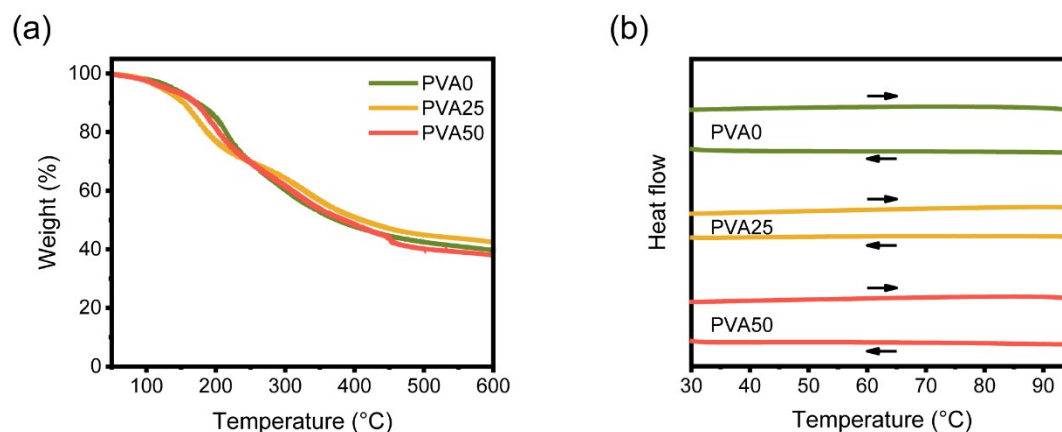 (a)
Weight (%)
100
80
60
40
20
0
PVA0
PVA25
PVA50
100 200 300 400 500 600
Temperature (°C)
(b)
Heat flow
PVA0
PVA25
PVA50
30 40 50 60 70 80 90
Temperature (°C)